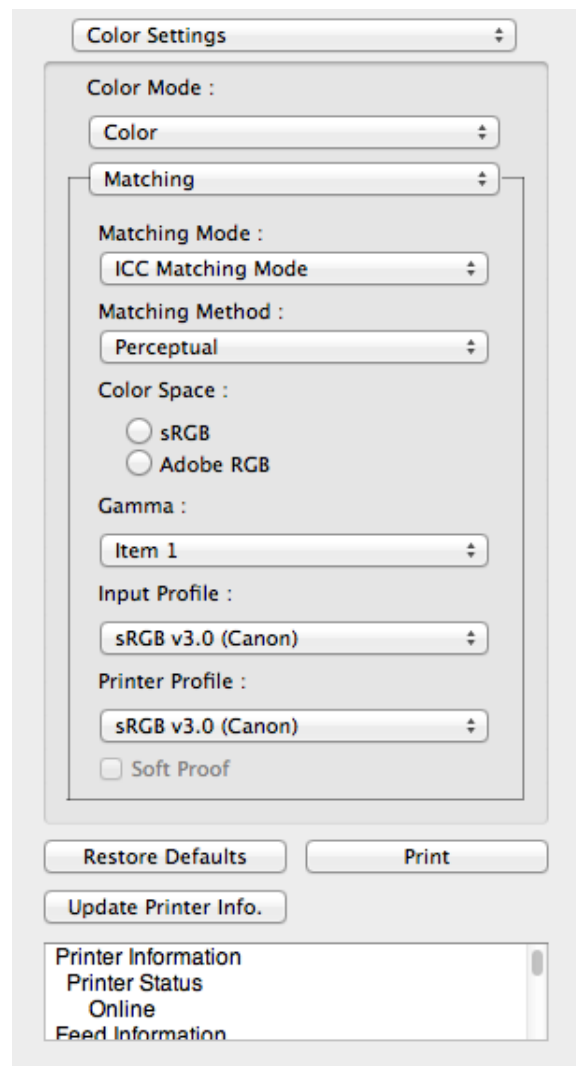 Color Settings
Color Mode :
Color
Matching
Matching Mode :
ICC Matching Mode
Matching Method :
Perceptual
Color Space :
sRGB
Adobe RGB
Gamma :
Item 1
Input Profile :
sRGB v3.0 (Canon)
Printer Profile :
sRGB v3.0 (Canon)
Soft Proof
Restore Defaults Print
Update Printer Info.
Printer Information
Printer Status
Online
Feed Information